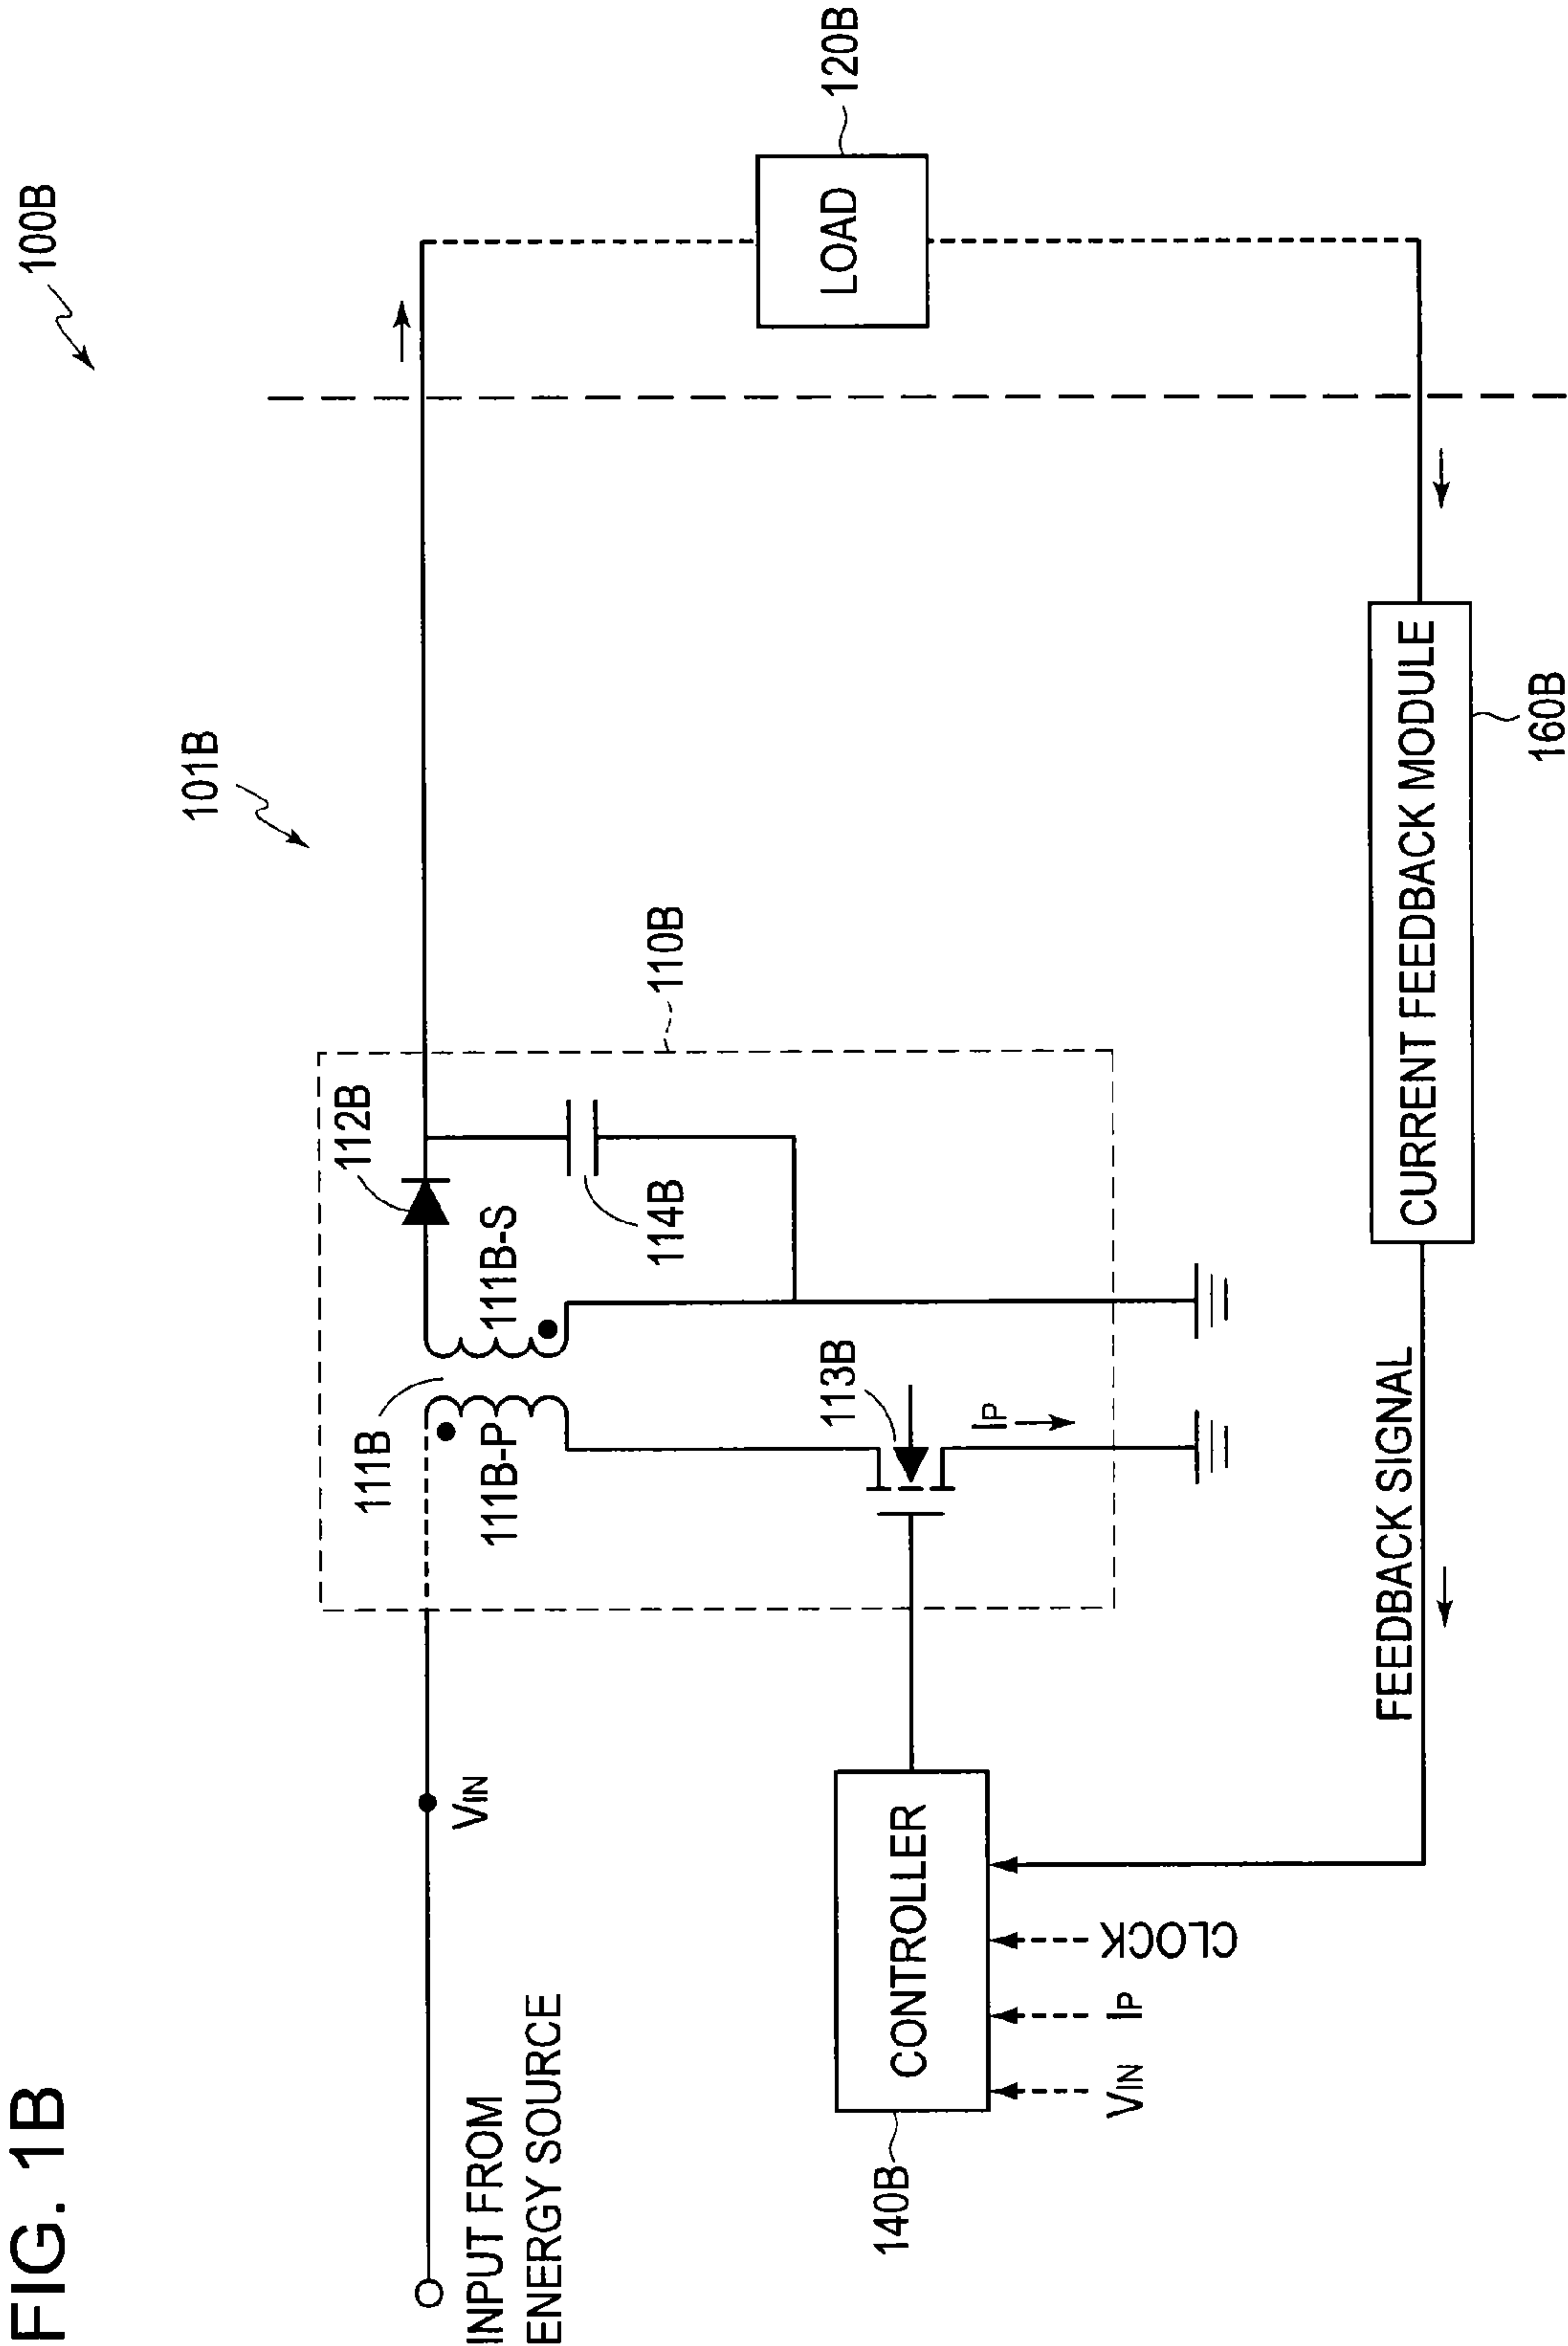 FIG. 1B
100B
101B
INPUT FROM
ENERGY SOURCE
VIN
111B
111B-P
111B-S
112B
114B
110B
113B
IP
LOAD
120B
CONTROLLER
140B
VIN
IP
CLOCK
FEEDBACK SIGNAL
CURRENT FEEDBACK MODULE
160B